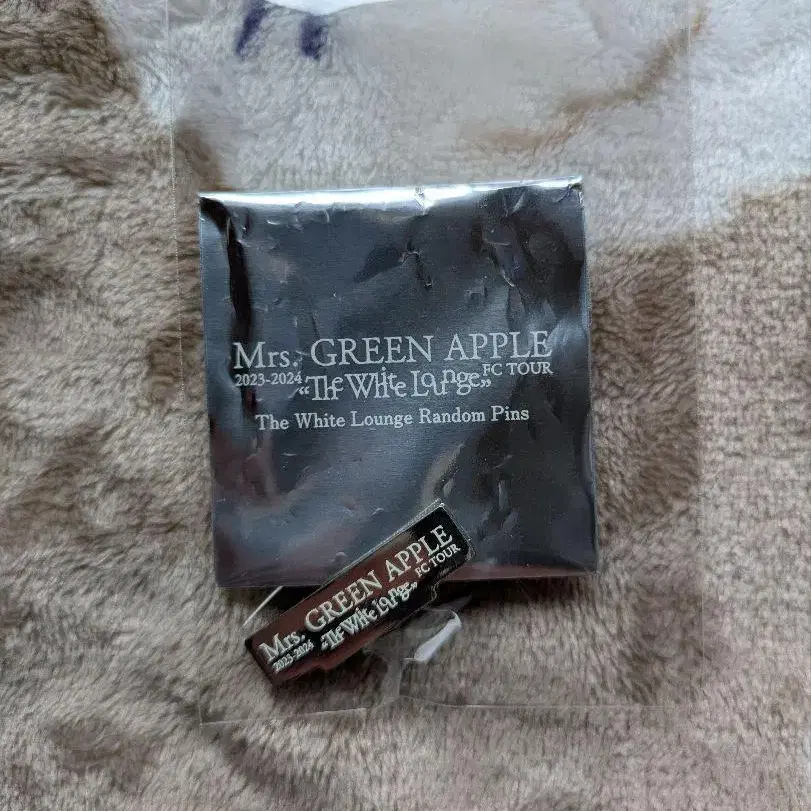 Mrs. GREEN APPLE
2023-2024 “The White Lounge” FC TOUR
The White Lounge Random Pins
Mrs. GREEN APPLE
2023-2024 “The White Lounge” FC TOUR